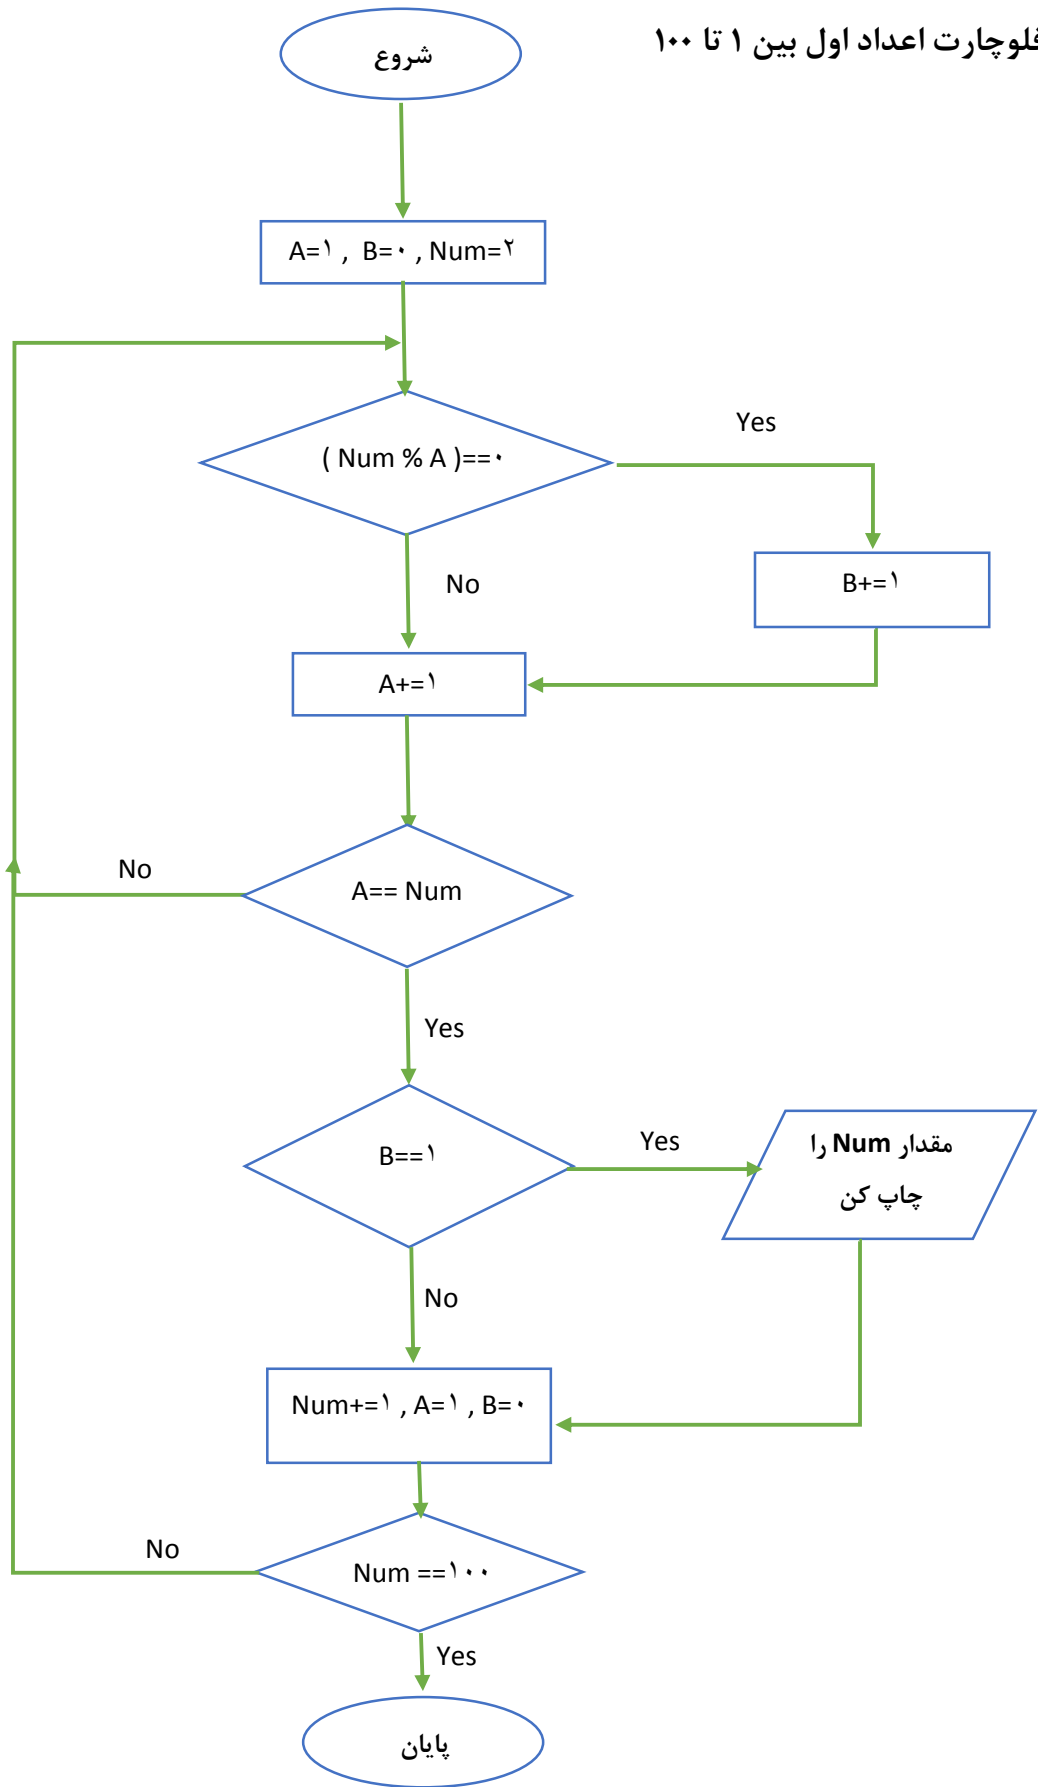 فلوچارت اعداد اول بین ۱ تا ۱۰۰
شروع
A=۱ , B=۰ , Num=۲
( Num % A )==۰
Yes
No
B+=۱
A+=۱
No
A== Num
Yes
B==۱
Yes
مقدار Num را
چاپ کن
No
Num+=۱ , A=۱ , B=۰
No
Num ==۱۰۰
Yes
پایان